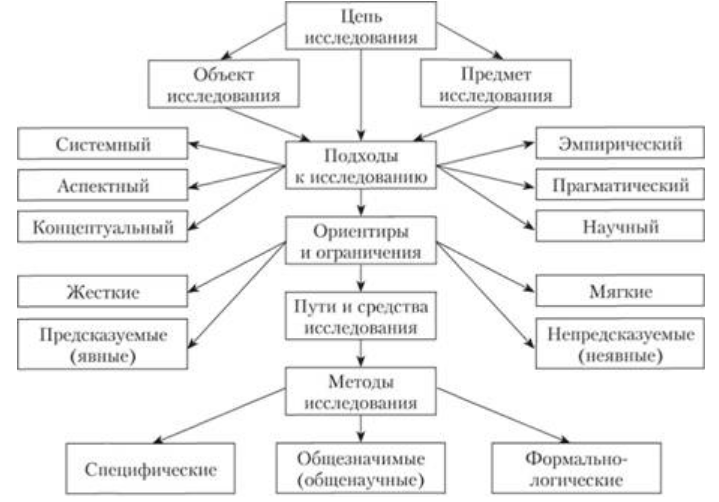 Цепь
исследования
Объект
исследования
Предмет
исследования
Системный
Аспектный
Концептуальный
Подходы
к исследованию
Эмпирический
Прагматический
Научный
Ориентиры
и ограничения
Жесткие
Предсказуемые
(явные)
Мягкие
Непредсказуемые
(неявные)
Пути и средства
исследования
Методы
исследования
Специфические
Общезначимые
(общенаучные)
Формально-
логические